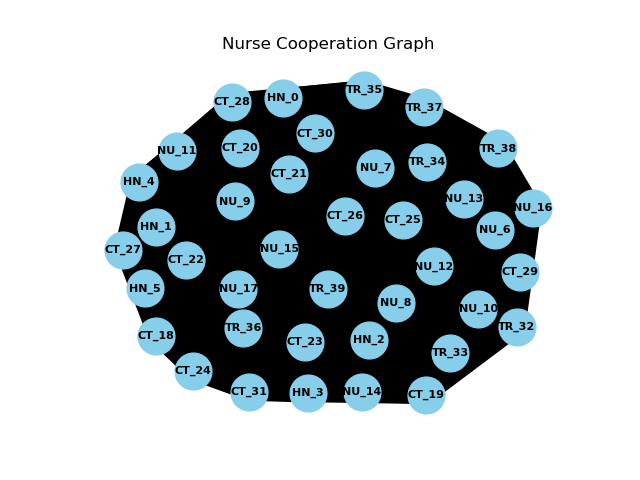 Nurse Cooperation Graph
TR_35
HN_0
CT_28
TR_37
CT_30
CT_20
TR_38
NU_11
TR_34
NU_7
CT_21
HN_4
NU_13
NU_9
NU_16
CT_26
CT_25
HN_1
NU_6
NU_15
CT_27
CT_22
NU_12
CT_29
HN_5
NU_17
TR_39
NU_8
NU_10
TR_32
TR_36
CT_18
HN_2
CT_23
TR_33
CT_24
CT_31
HN_3
NU_14
CT_19